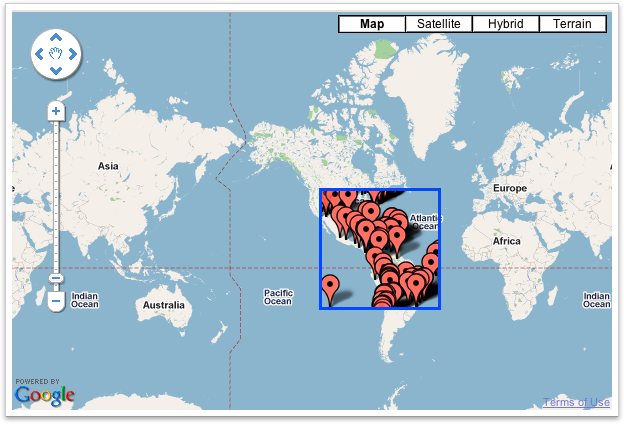 Map Satellite Hybrid Terrain
Asia
Europe
Atlantic
Ocean
Africa
Indian
Ocean
Australia
Pacific
Ocean
Indian
Ocean
POWERED BY
Google
Terms of Use